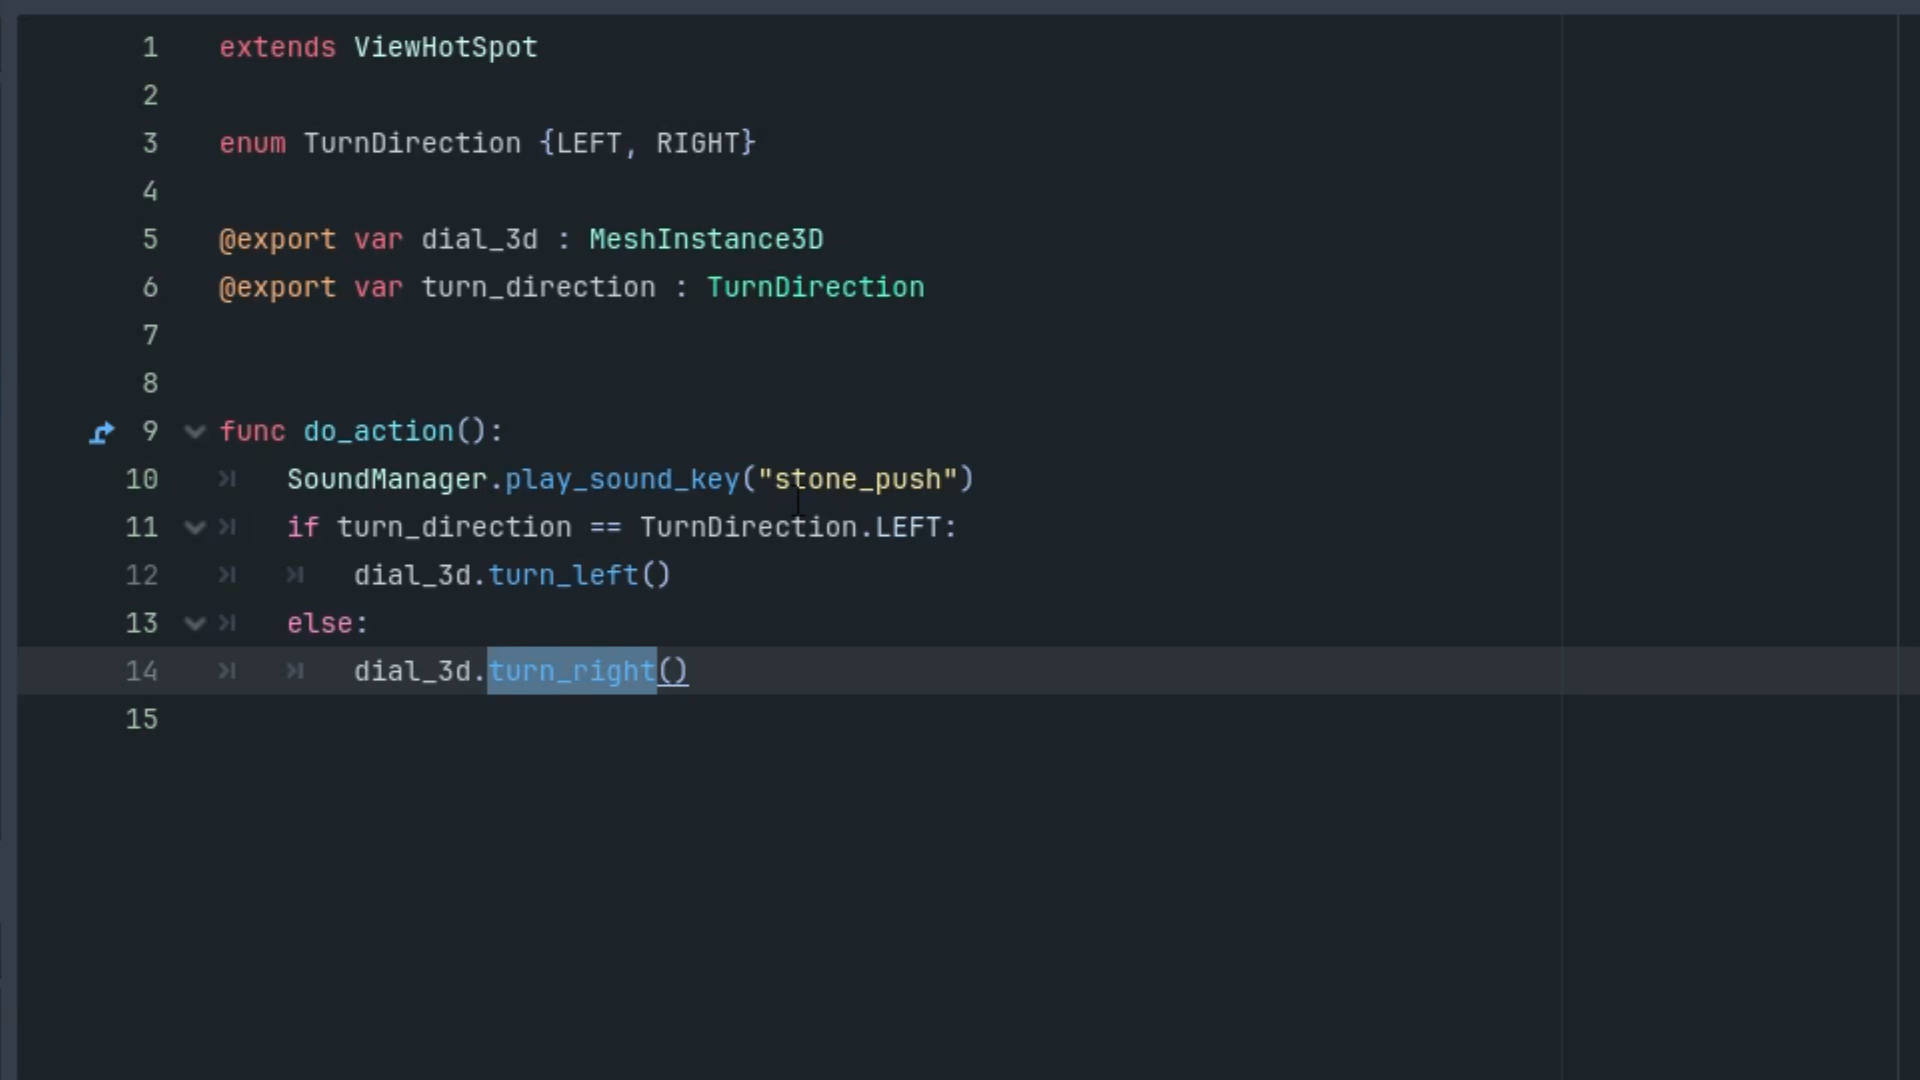 1 extends ViewHotSpot
2
3 enum TurnDirection {LEFT, RIGHT}
4
5 @export var dial_3d : MeshInstance3D
6 @export var turn_direction : TurnDirection
7
8
9 func do_action():
10 SoundManager.play_sound_key("stone_push")
11 if turn_direction == TurnDirection.LEFT:
12 dial_3d.turn_left()
13 else:
14 dial_3d.turn_right()
15